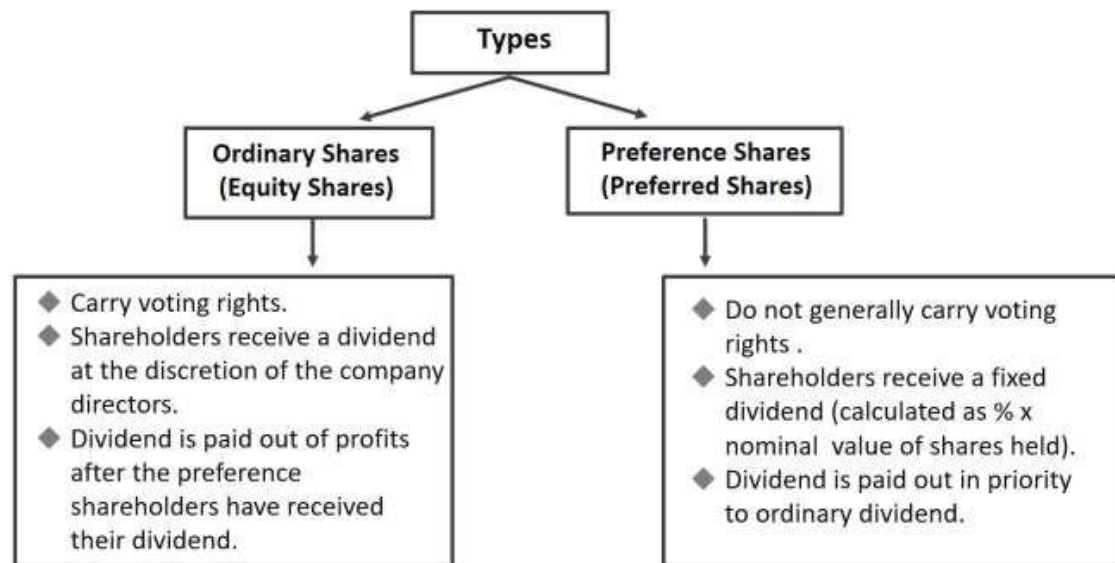 Types
Ordinary Shares
(Equity Shares)
Preference Shares
(Preferred Shares)
◆ Carry voting rights.
◆ Shareholders receive a dividend
at the discretion of the company
directors.
◆ Dividend is paid out of profits
after the preference
shareholders have received
their dividend.
◆ Do not generally carry voting
rights .
◆ Shareholders receive a fixed
dividend (calculated as % x
nominal value of shares held).
◆ Dividend is paid out in priority
to ordinary dividend.